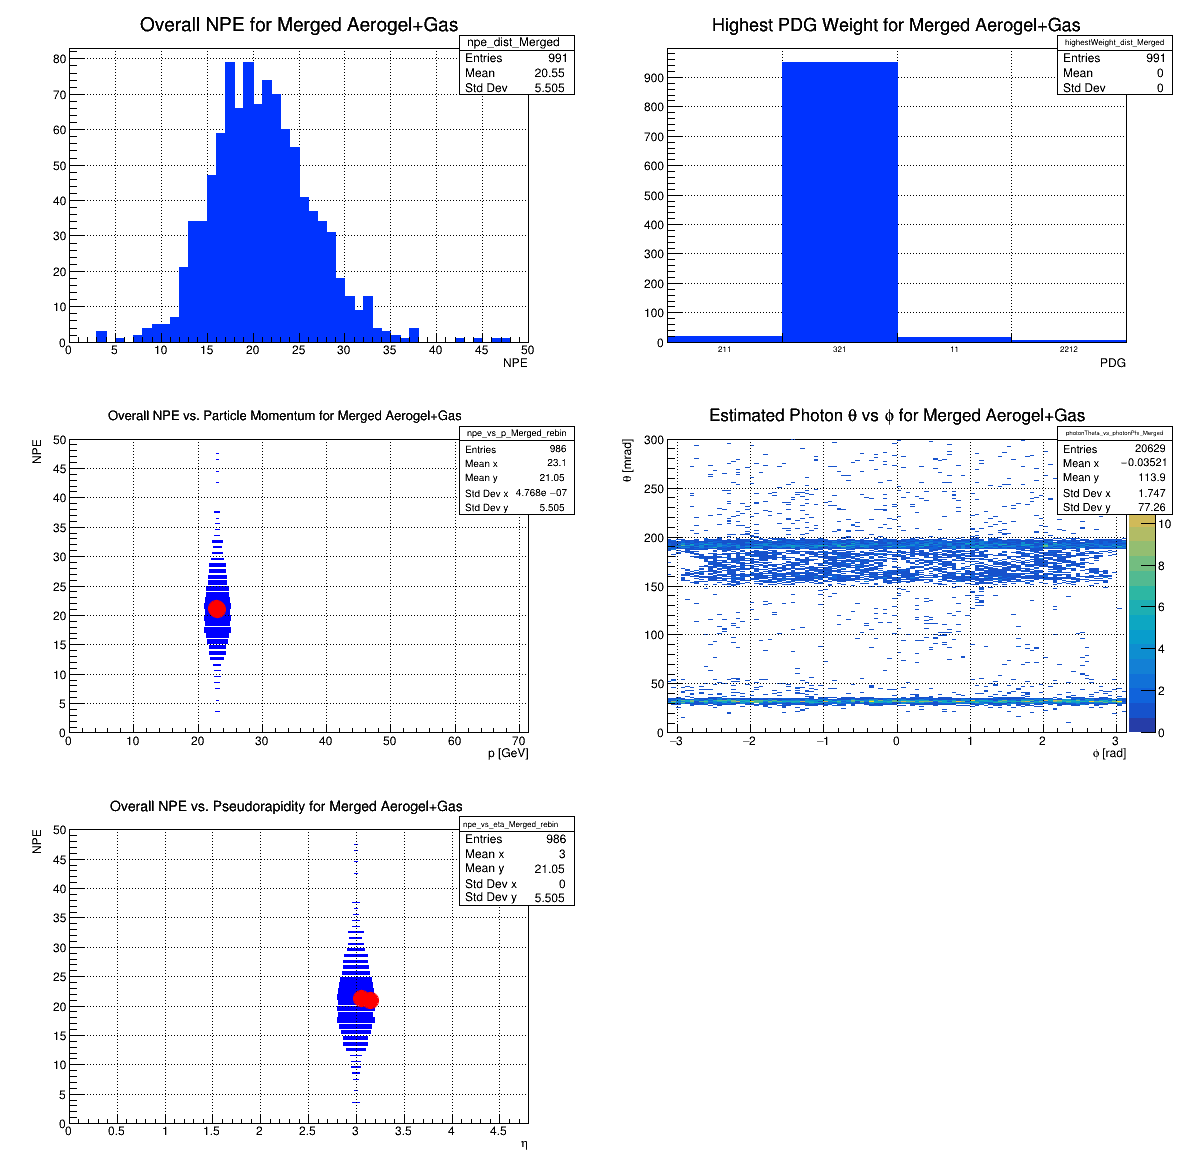 Overall NPE for Merged Aerogel+Gas
npe_dist_Merged
Entries 991
Mean 20.55
Std Dev 5.505
80
70
60
50
40
30
20
10
0
0 5 10 15 20 25 30 35 40 45 50
NPE
Highest PDG Weight for Merged Aerogel+Gas
highestWeight_dist_Merged
Entries 991
Mean 0
Std Dev 0
900
800
700
600
500
400
300
200
100
0
211 321 11 2212
PDG
Overall NPE vs. Particle Momentum for Merged Aerogel+Gas
NPE
npe_vs_p_Merged_rebin
Entries 986
Mean x 23.1
Mean y 21.05
Std Dev x 4.768e −07
Std Dev y 5.505
50
45
40
35
30
25
20
15
10
5
0
0 10 20 30 40 50 60 70
p [GeV]
Estimated Photon θ vs ϕ for Merged Aerogel+Gas
θ [mrad]
photonTheta_vs_photonPhi_Merged
Entries 20629
Mean x −0.03521
Mean y 113.9
Std Dev x 1.747
Std Dev y 77.26
300
250
200
150
100
50
0
−3 −2 −1 0 1 2 3
ϕ [rad]
10
8
6
4
2
0
Overall NPE vs. Pseudorapidity for Merged Aerogel+Gas
NPE
npe_vs_eta_Merged_rebin
Entries 986
Mean x 3
Mean y 21.05
Std Dev x 0
Std Dev y 5.505
50
45
40
35
30
25
20
15
10
5
0
0 0.5 1 1.5 2 2.5 3 3.5 4 4.5
η